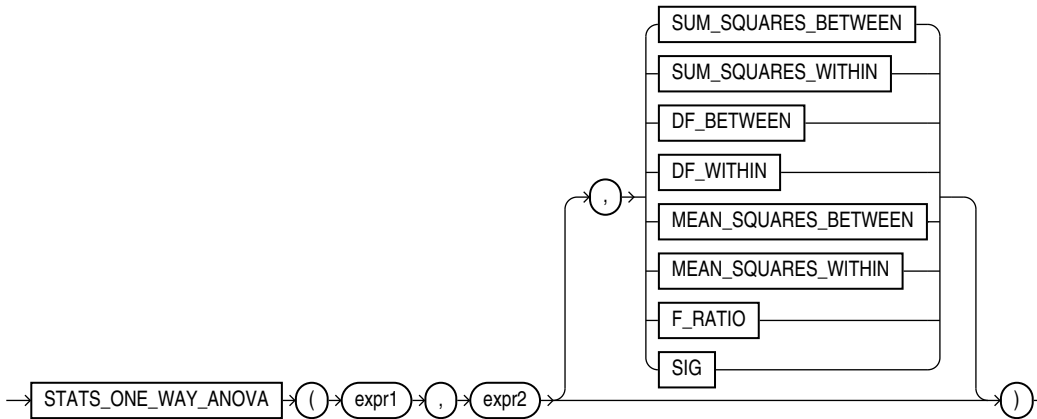 SUM_SQUARES_BETWEEN
SUM_SQUARES_WITHIN
DF_BETWEEN
DF_WITHIN
,
MEAN_SQUARES_BETWEEN
MEAN_SQUARES_WITHIN
F_RATIO
SIG
STATS_ONE_WAY_ANOVA ( expr1 , expr2 )